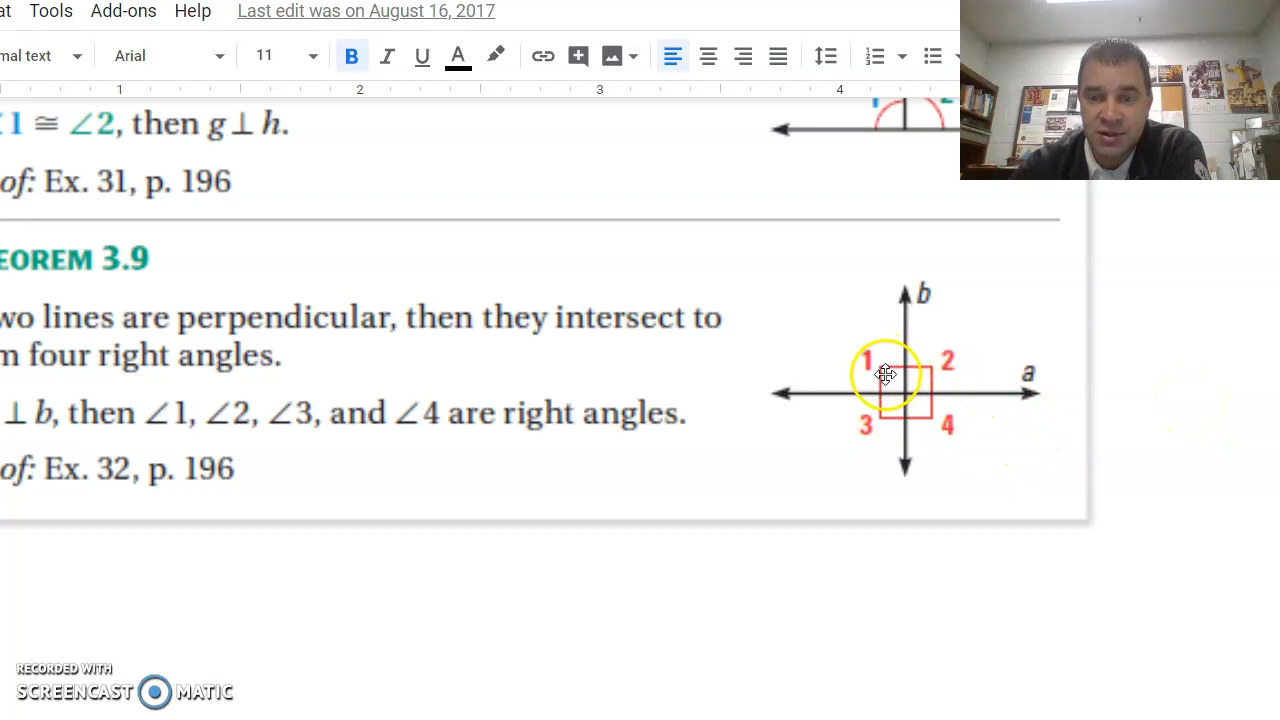 at Tools Add-ons Help Last edit was on August 16, 2017
mal text Arial 11 B I U A
1 2 3 4
∠1 ≅ ∠2, then g ⊥ h.
of: Ex. 31, p. 196
EOREM 3.9
wo lines are perpendicular, then they intersect to
m four right angles.
⊥ b, then ∠1, ∠2, ∠3, and ∠4 are right angles.
of: Ex. 32, p. 196
b
1 2
a
3 4
RECORDED WITH
SCREENCAST MATIC